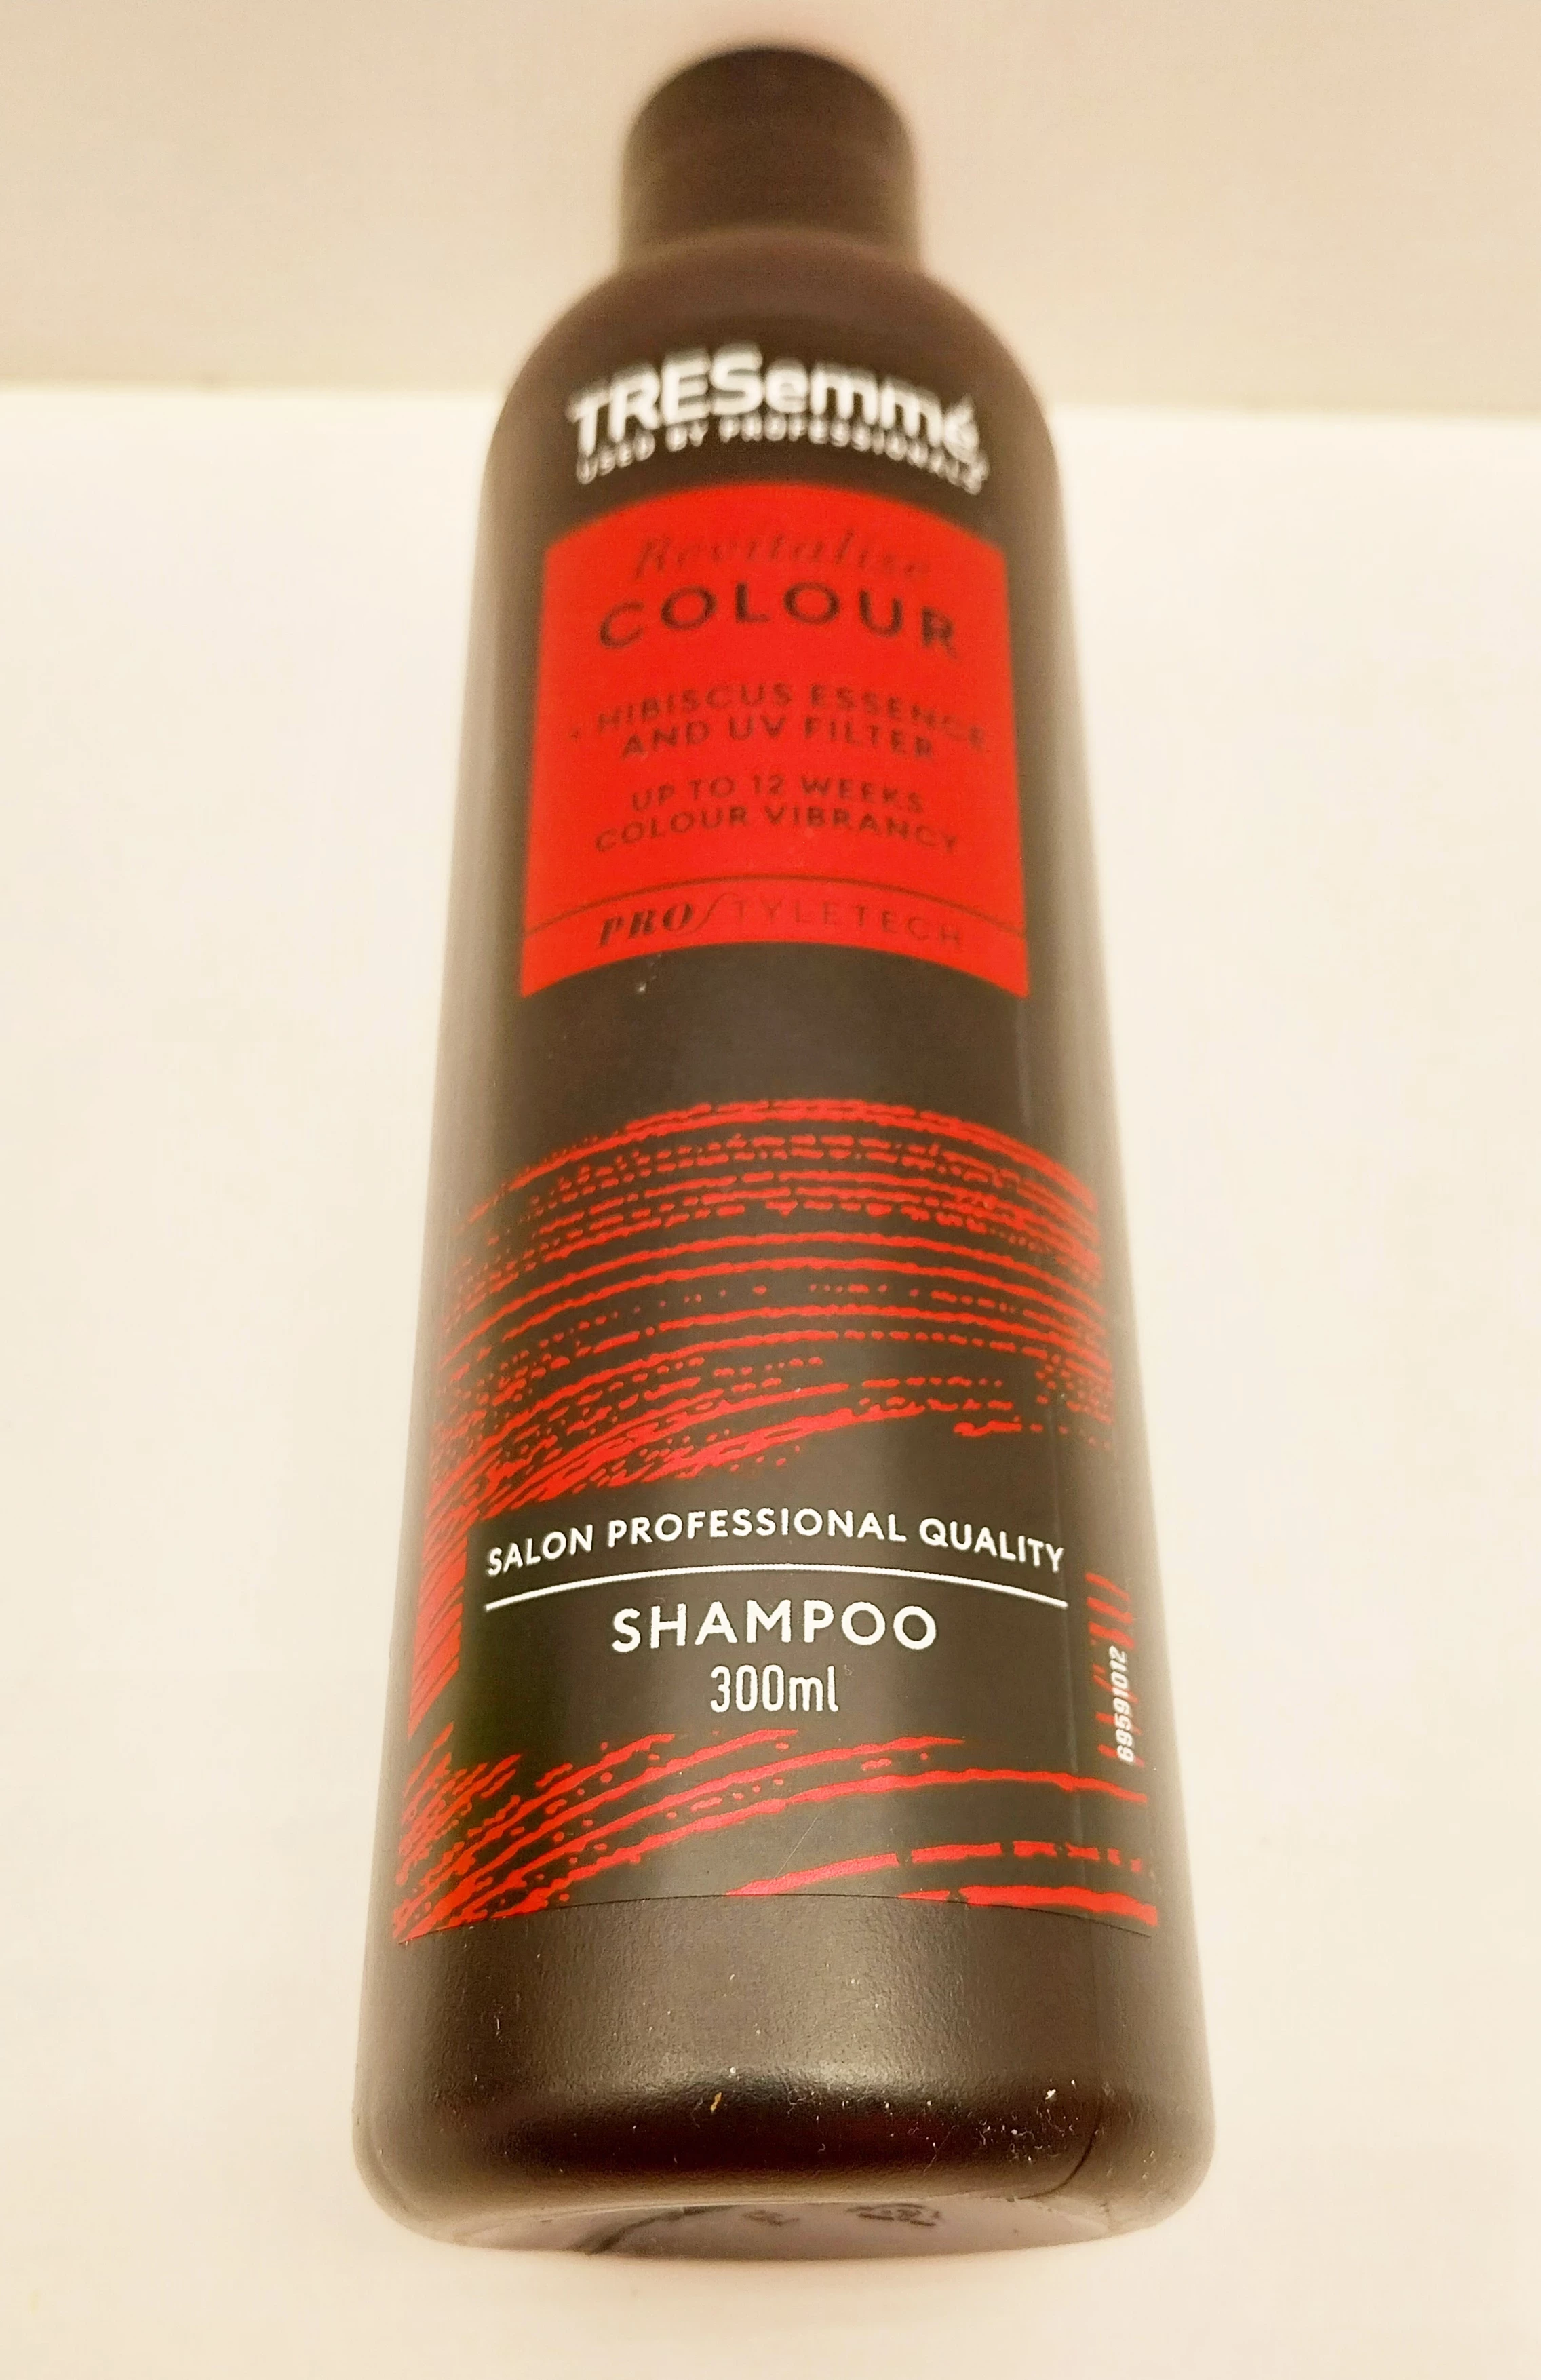 TRESemmé
USED BY PROFESSIONALS
Revitalise
COLOUR
+ HIBISCUS ESSENCE
AND UV FILTER
UP TO 12 WEEKS
COLOUR VIBRANCY
PRO STYLETECH
SALON PROFESSIONAL QUALITY
SHAMPOO
300ml
69591012